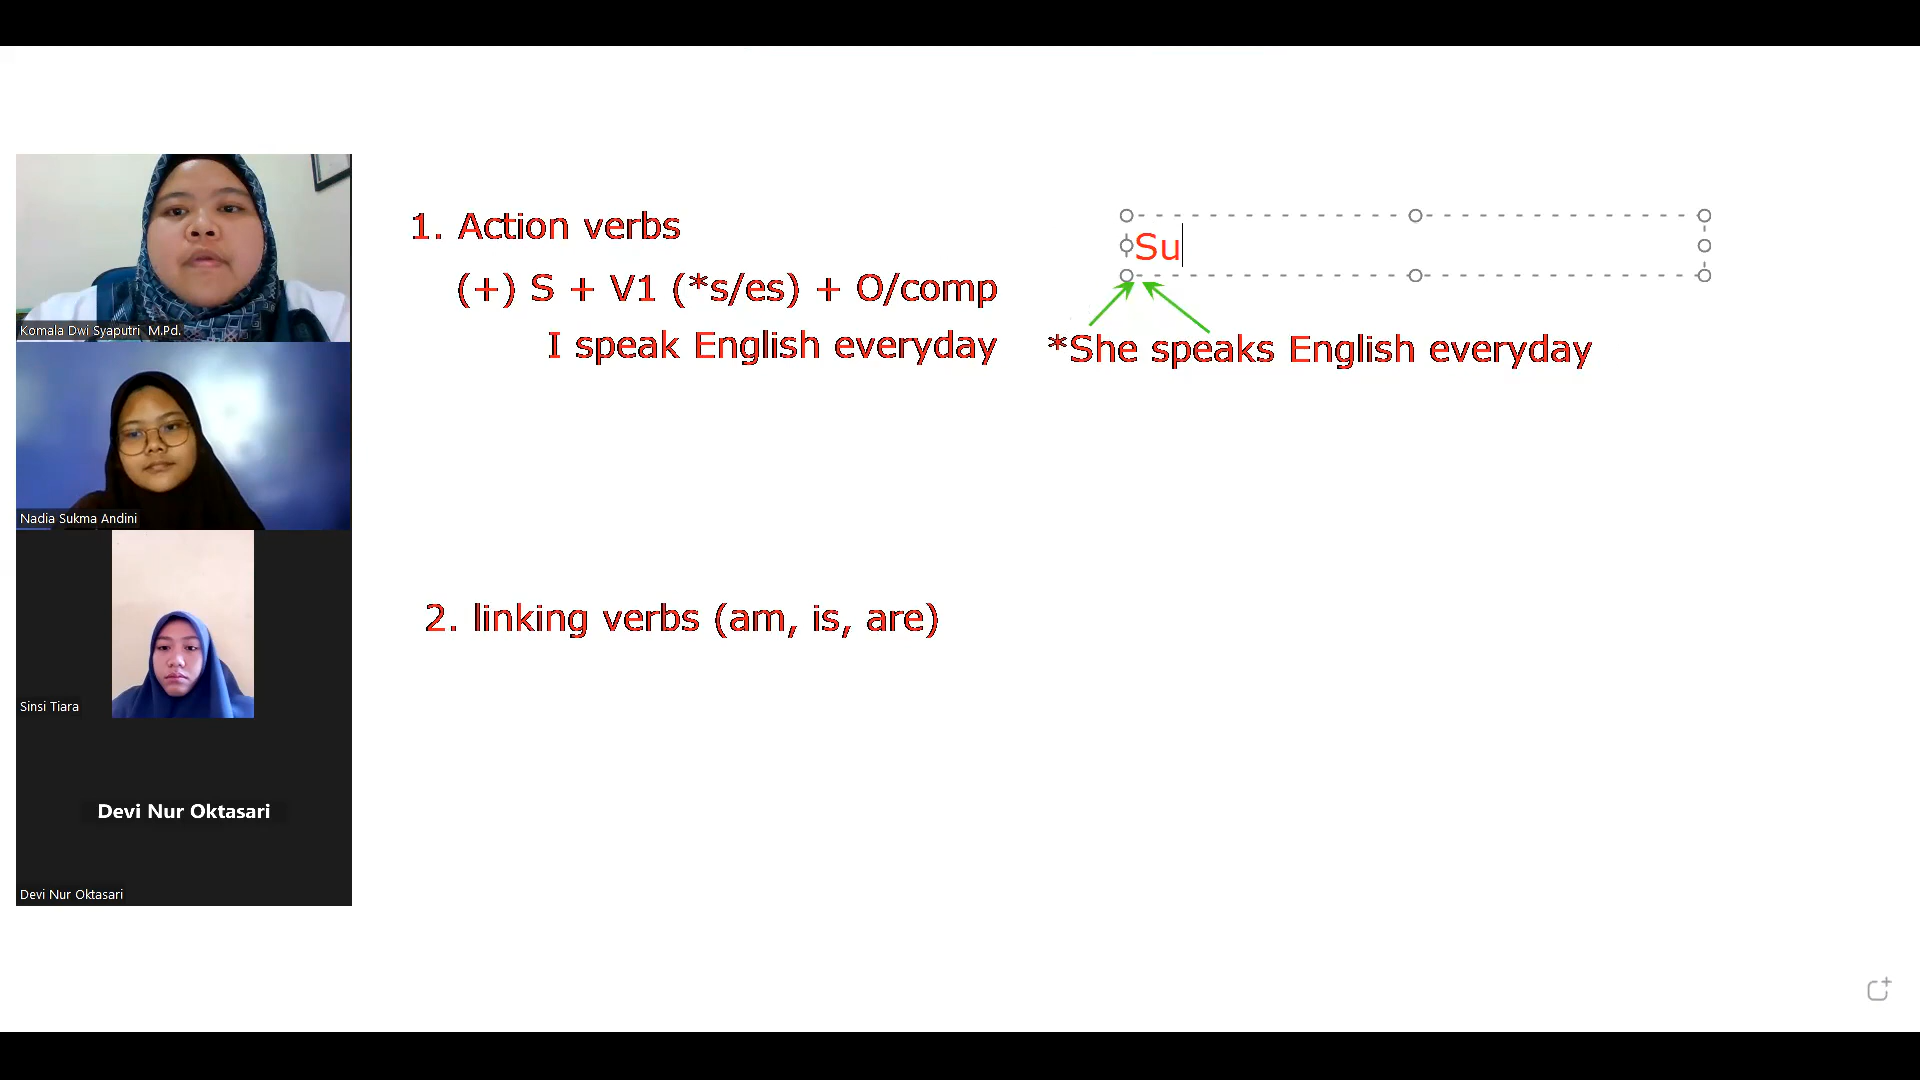 1. Action verbs
(+) S + V1 (*s/es) + O/comp
I speak English everyday
Su
*She speaks English everyday
2. linking verbs (am, is, are)
Komala Dwi Syaputri M.Pd.
Nadia Sukma Andini
Sinsi Tiara
Devi Nur Oktasari
Devi Nur Oktasari